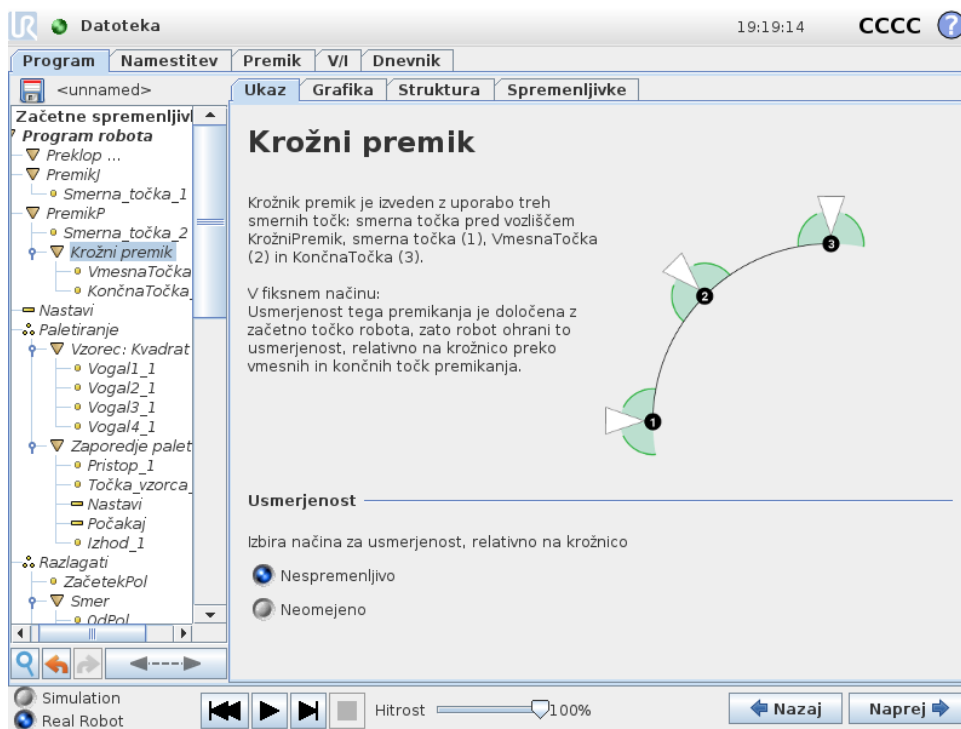 UR Datoteka 19:19:14 CCCC ?
Program Namestitev Premik V/I Dnevnik
<unnamed>
Ukaz Grafika Struktura Spremenljivke
Začetne spremenljivk
Program robota
Preklop ...
PremikJ
Smerna_točka_1
PremikP
Smerna_točka_2
Krožni premik
VmesnaTočka
KončnaTočka_
Nastavi
Paletiranje
Vzorec: Kvadrat
Vogal1_1
Vogal2_1
Vogal3_1
Vogal4_1
Zaporedje palet
Pristop_1
Točka_vzorca_
Nastavi
Počakaj
Izhod_1
Razlagati
ZačetekPol
Smer
OdPol
Krožni premik
Krožnik premik je izveden z uporabo treh
smernih točk: smerna točka pred vozliščem
KrožniPremik, smerna točka (1), VmesnaTočka
(2) in KončnaTočka (3).
V fiksnem načinu:
Usmerjenost tega premikanja je določena z
začetno točko robota, zato robot ohrani to
usmerjenost, relativno na krožnico preko
vmesnih in končnih točk premikanja.
3
2
1
Usmerjenost
Izbira načina za usmerjenost, relativno na krožnico
Nespremenljivo
Neomejeno
Simulation
Real Robot
Hitrost 100%
Nazaj Naprej